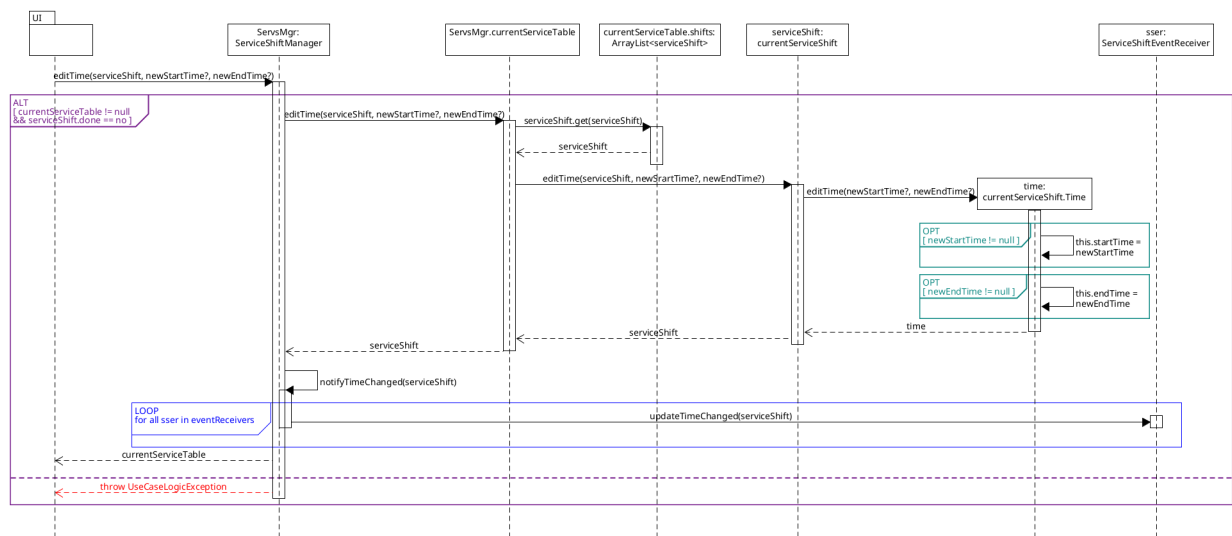 UI
ServsMgr:
ServiceShiftManager
ServsMgr.currentServiceTable
currentServiceTable.shifts:
ArrayList<serviceShift>
serviceShift:
currentServiceShift
sser:
ServiceShiftEventReceiver
editTime(serviceShift, newStartTime?, newEndTime?)
ALT
[ currentServiceTable != null
&& serviceShift.done == no ]
editTime(serviceShift, newStartTime?, newEndTime?)
serviceShift.get(serviceShift)
serviceShift
editTime(serviceShift, newSrartTime?, newEndTime?)
editTime(newStartTime?, newEndTime?)
time:
currentServiceShift.Time
OPT
[ newStartTime != null ]
this.startTime =
newStartTime
OPT
[ newEndTime != null ]
this.endTime =
newEndTime
time
serviceShift
serviceShift
notifyTimeChanged(serviceShift)
LOOP
for all sser in eventReceivers
updateTimeChanged(serviceShift)
currentServiceTable
throw UseCaseLogicException